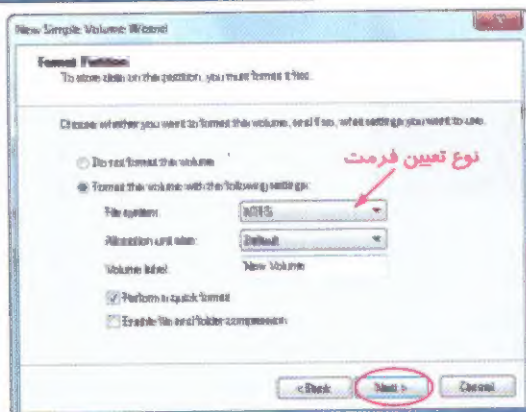 New Simple Volume Wizard
Format Partition
To store data on this partition, you must format it first.
Choose whether you want to format this volume, and if so, what settings you want to use.
Do not format this volume
نوع تعیین فرمت
Format this volume with the following settings:
File system: NTFS
Allocation unit size: Default
Volume label: New Volume
Perform a quick format
Enable file and folder compression
< Back Next > Cancel